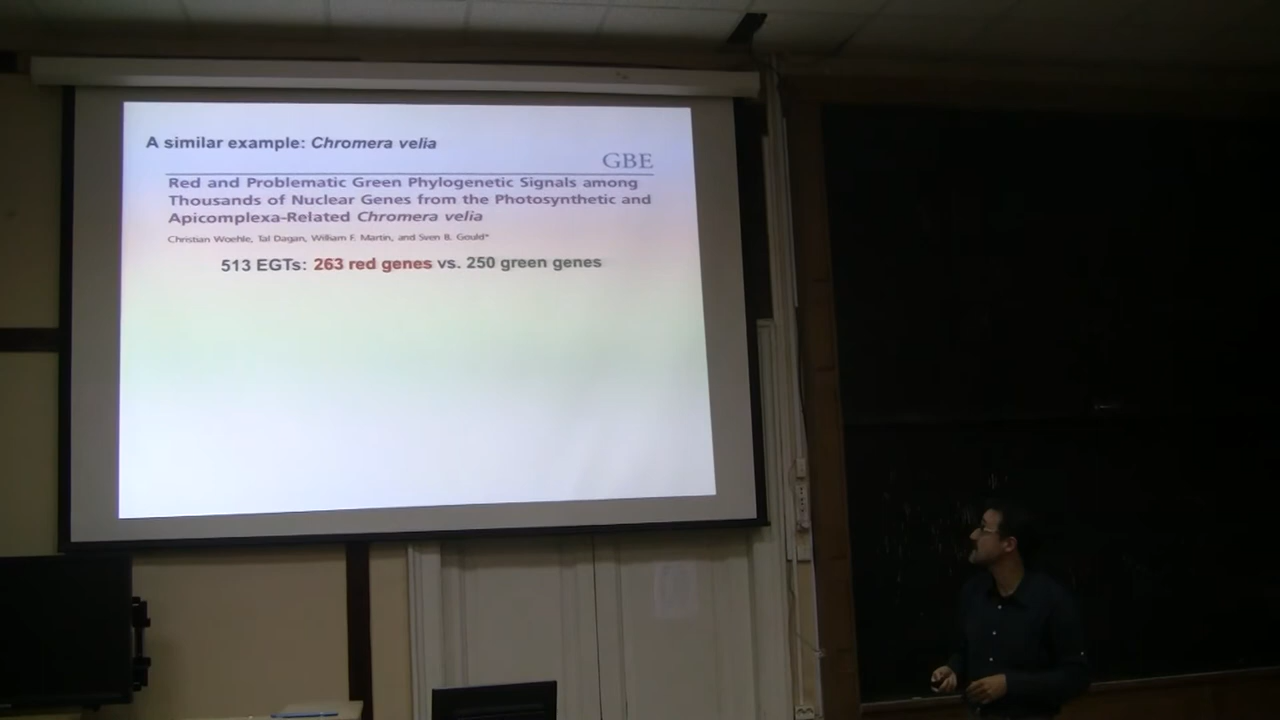 A similar example: Chromera velia
GBE
Red and Problematic Green Phylogenetic Signals among
Thousands of Nuclear Genes from the Photosynthetic and
Apicomplexa-Related Chromera velia
Christian Woehle, Tal Dagan, William F. Martin, and Sven B. Gould*
513 EGTs: 263 red genes vs. 250 green genes